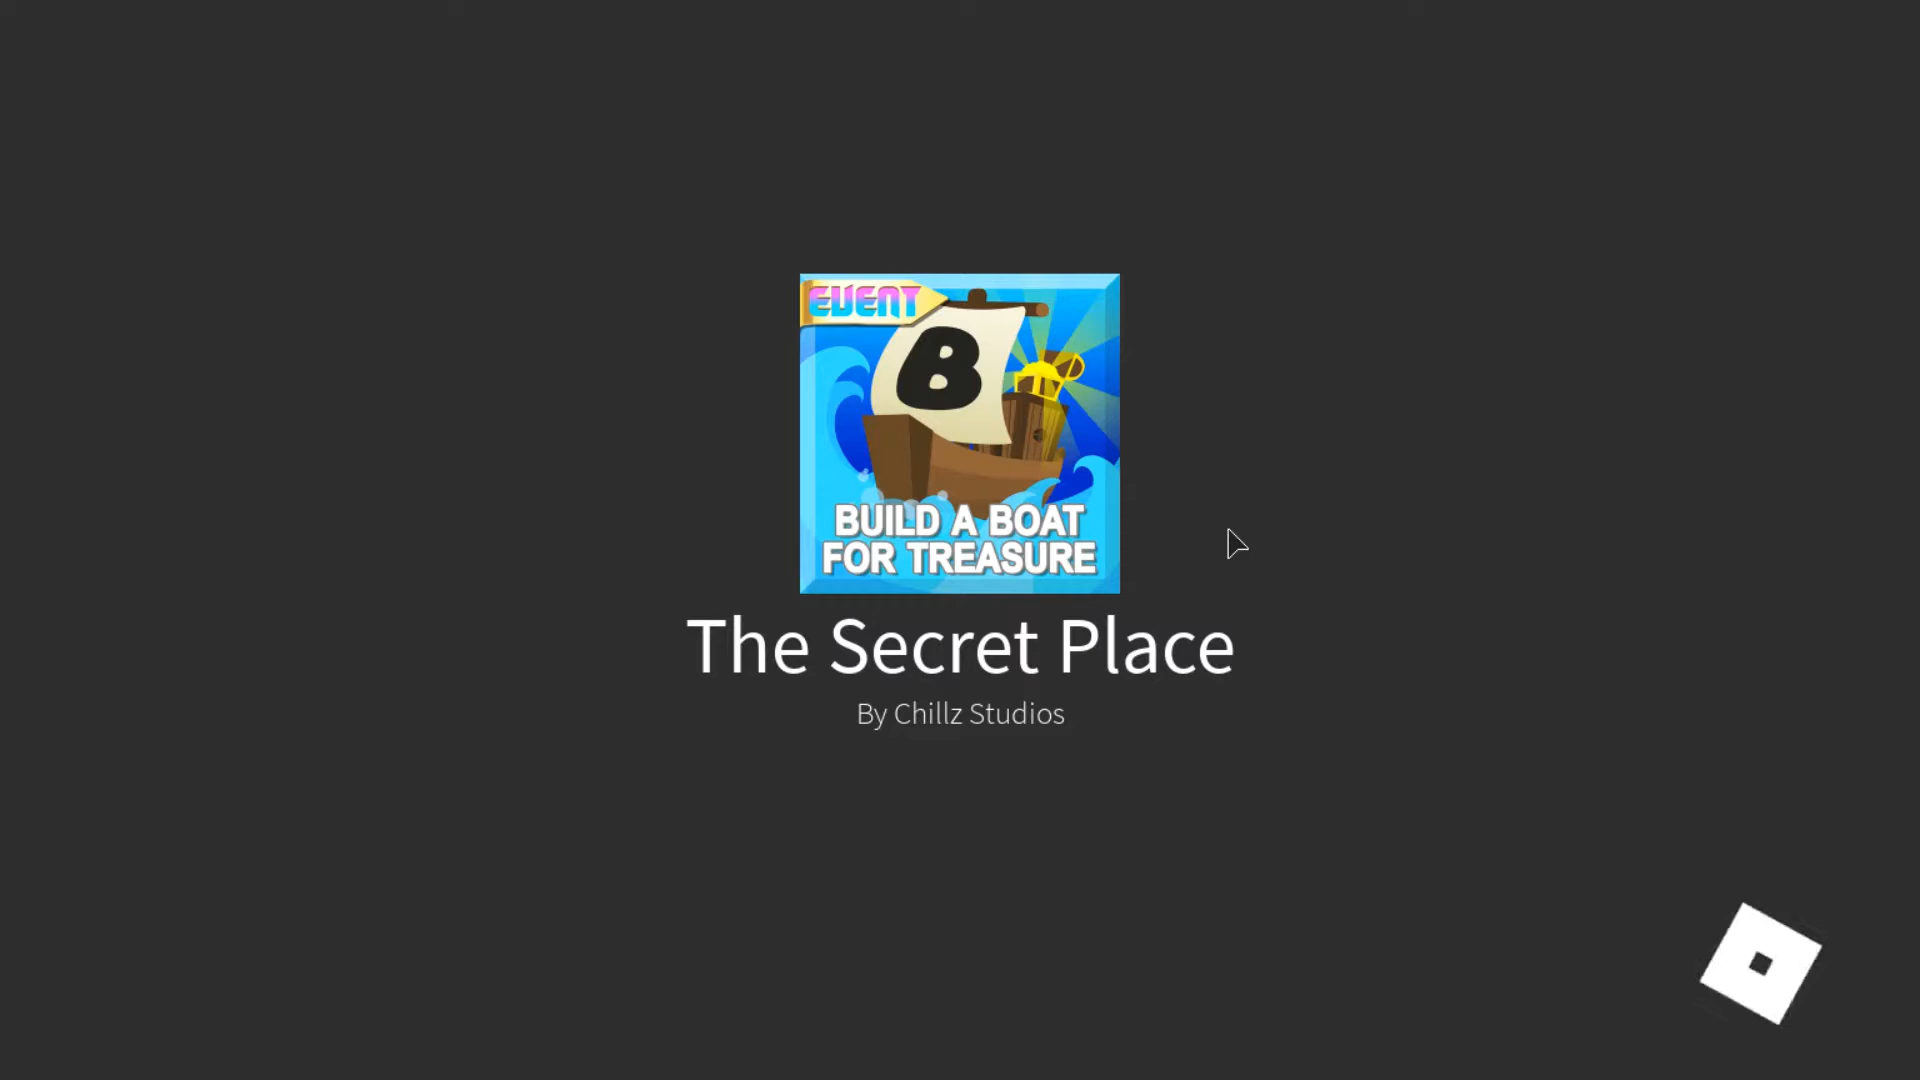 EVENT
B
BUILD A BOAT
FOR TREASURE
The Secret Place
By Chillz Studios